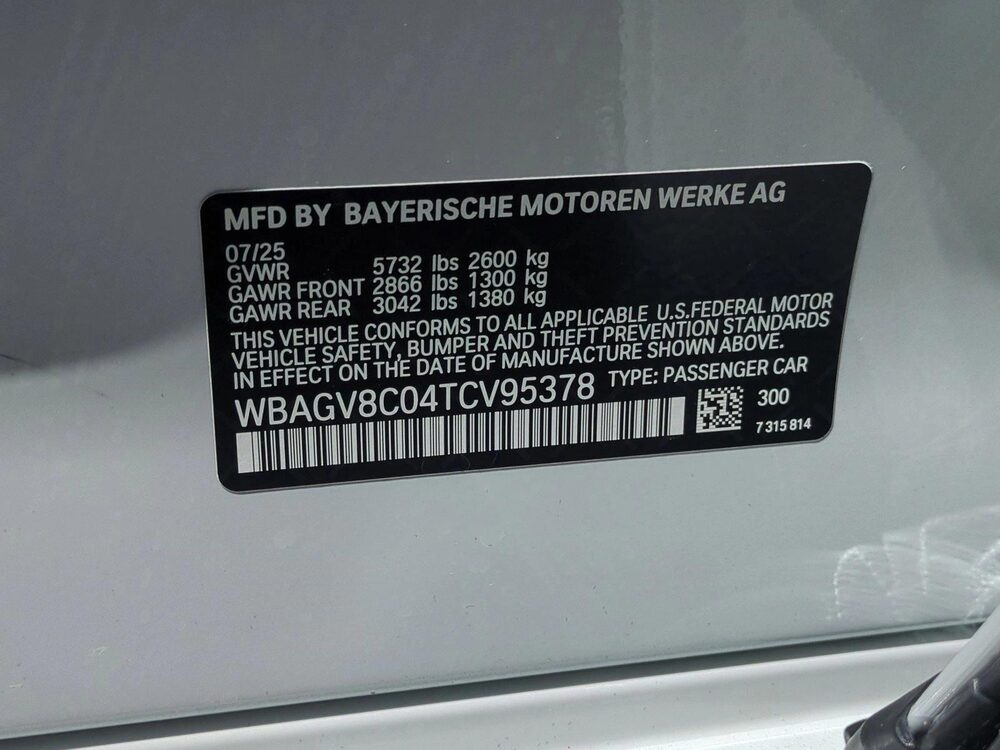 MFD BY BAYERISCHE MOTOREN WERKE AG
07/25
GVWR 5732 lbs 2600 kg
GAWR FRONT 2866 lbs 1300 kg
GAWR REAR 3042 lbs 1380 kg
THIS VEHICLE CONFORMS TO ALL APPLICABLE U.S.FEDERAL MOTOR
VEHICLE SAFETY, BUMPER AND THEFT PREVENTION STANDARDS
IN EFFECT ON THE DATE OF MANUFACTURE SHOWN ABOVE.
WBAGV8C04TCV95378 TYPE: PASSENGER CAR
300
7 315 814